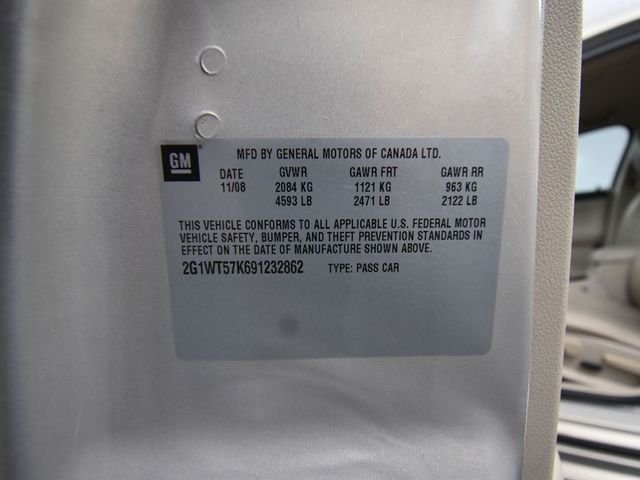 GM MFD BY GENERAL MOTORS OF CANADA LTD.
DATE GVWR GAWR FRT GAWR RR
11/08 2084 KG 1121 KG 963 KG
4593 LB 2471 LB 2122 LB
THIS VEHICLE CONFORMS TO ALL APPLICABLE U.S. FEDERAL MOTOR
VEHICLE SAFETY, BUMPER, AND THEFT PREVENTION STANDARDS IN
EFFECT ON THE DATE OF MANUFACTURE SHOWN ABOVE.
2G1WT57K691232862 TYPE: PASS CAR